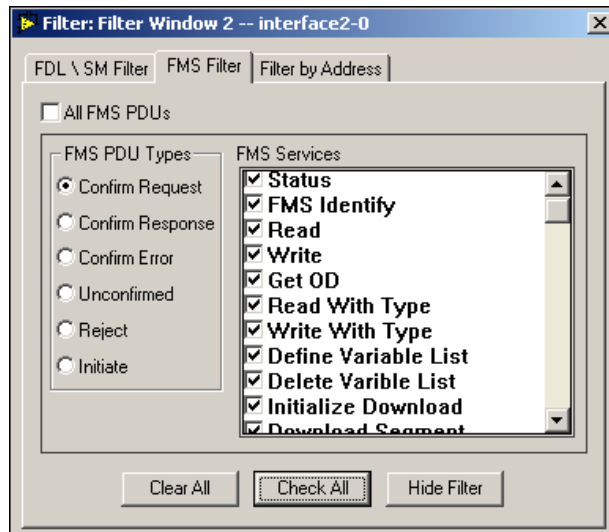 Filter: Filter Window 2 -- interface2-0
FDL \ SM Filter FMS Filter Filter by Address
All FMS PDUs
FMS PDU Types
Confirm Request
Confirm Response
Confirm Error
Unconfirmed
Reject
Initiate
FMS Services
Status
FMS Identify
Read
Write
Get OD
Read With Type
Write With Type
Define Variable List
Delete Varible List
Initialize Download
Download Segment
Clear All Check All Hide Filter